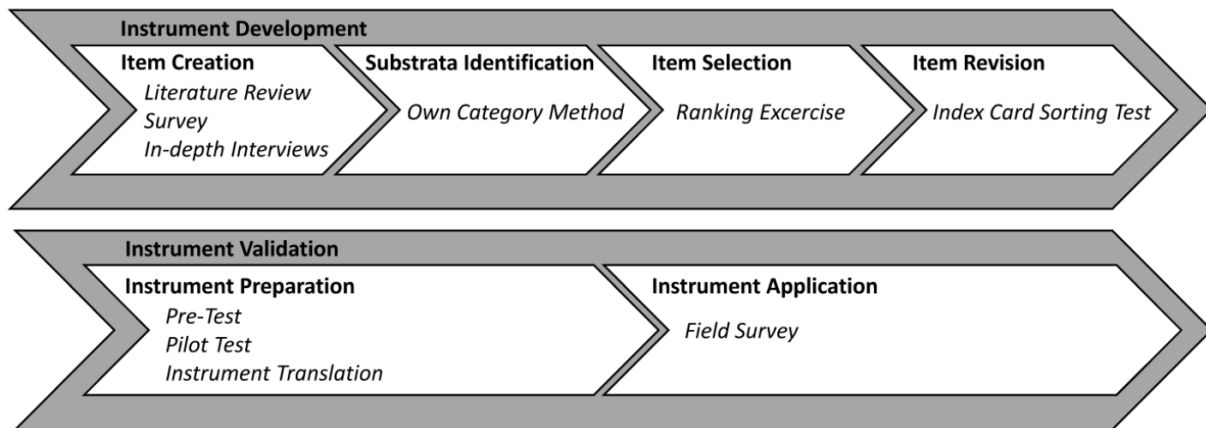 Instrument Development
Item Creation
Literature Review
Survey
In-depth Interviews
Substrata Identification
Own Category Method
Item Selection
Ranking Excercise
Item Revision
Index Card Sorting Test
Instrument Validation
Instrument Preparation
Pre-Test
Pilot Test
Instrument Translation
Instrument Application
Field Survey